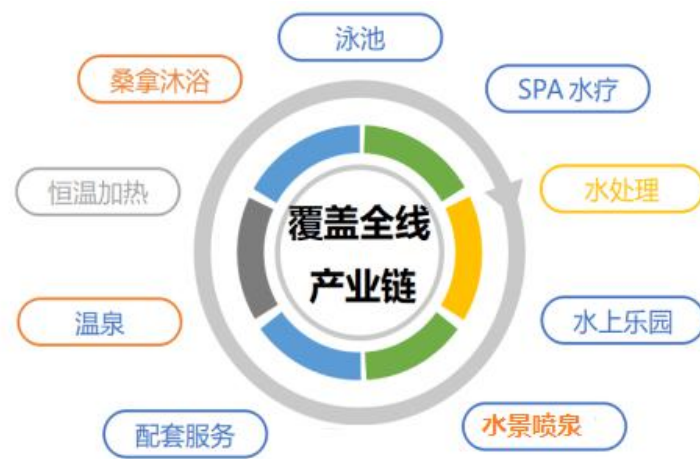 泳池
桑拿沐浴
SPA 水疗
恒温加热
水处理
覆盖全线
产业链
温泉
水上乐园
配套服务
水景喷泉